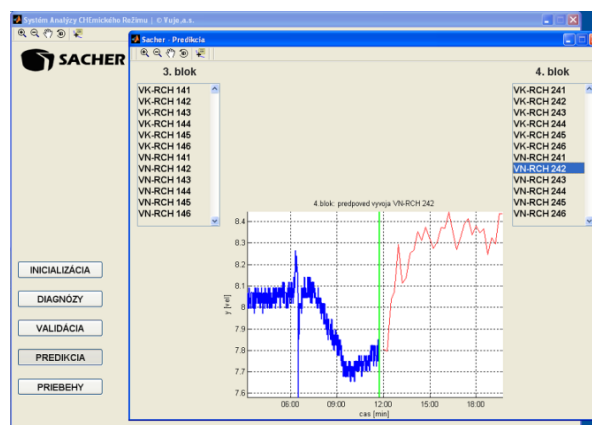 Systém Analýzy CHEmického Režimu | © Vuje,a.s.
Sacher - Predikcia
SACHER
3. blok
4. blok
VK-RCH 141
VK-RCH 142
VK-RCH 143
VK-RCH 144
VK-RCH 145
VK-RCH 146
VN-RCH 141
VN-RCH 142
VN-RCH 143
VN-RCH 144
VN-RCH 145
VN-RCH 146
VK-RCH 241
VK-RCH 242
VK-RCH 243
VK-RCH 244
VK-RCH 245
VK-RCH 246
VN-RCH 241
VN-RCH 242
VN-RCH 243
VN-RCH 244
VN-RCH 245
VN-RCH 246
INICIALIZÁCIA
DIAGNÓZY
VALIDÁCIA
PREDIKCIA
PRIEBEHY
4.blok: predpoved vyvoja VN-RCH 242
8.4
8.3
8.2
8.1
8
7.9
7.8
7.7
7.6
y [rel]
06:00 09:00 12:00 15:00 18:00
cas [min]